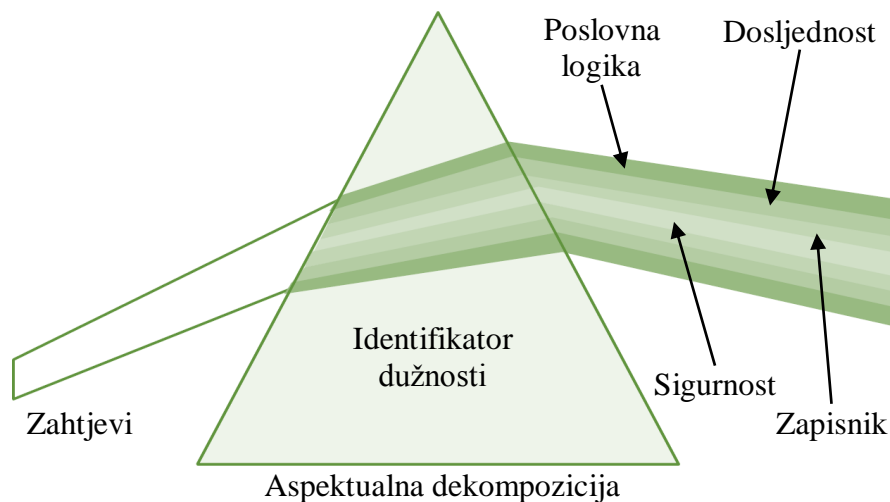 Poslovna
logika
Dosljednost
Identifikator
dužnosti
Sigurnost
Zahtjevi
Zapisnik
Aspektualna dekompozicija